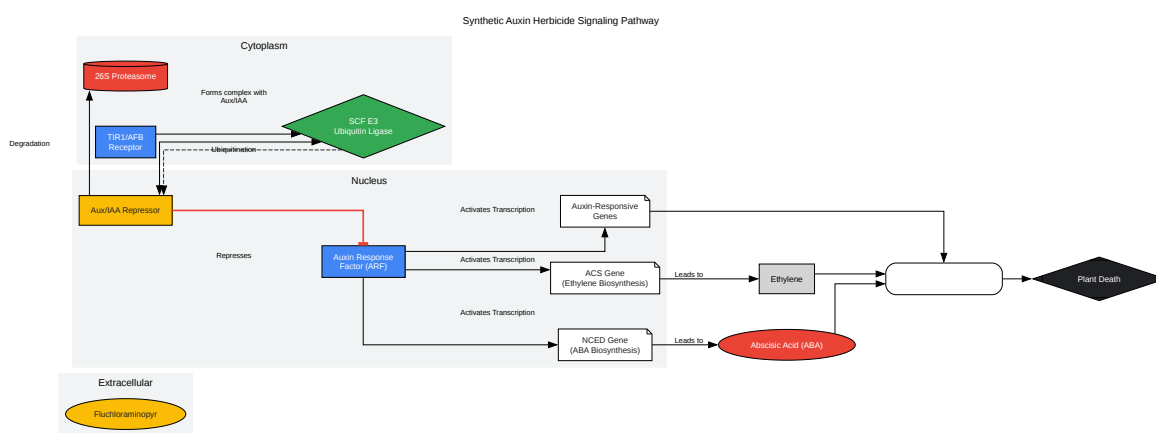 Synthetic Auxin Herbicide Signaling Pathway
Cytoplasm
26S Proteasome
Forms complex with
Aux/IAA
SCF E3
Ubiquitin Ligase
TIR1/AFB
Receptor
Degradation
Ubiquitination
Nucleus
Aux/IAA Repressor
Activates Transcription
Auxin-Responsive
Genes
Represses
Auxin Response
Factor (ARF)
Activates Transcription
ACS Gene
(Ethylene Biosynthesis)
Leads to
Ethylene
Plant Death
Activates Transcription
NCED Gene
(ABA Biosynthesis)
Leads to
Abscisic Acid (ABA)
Extracellular
Fluchloraminopyr